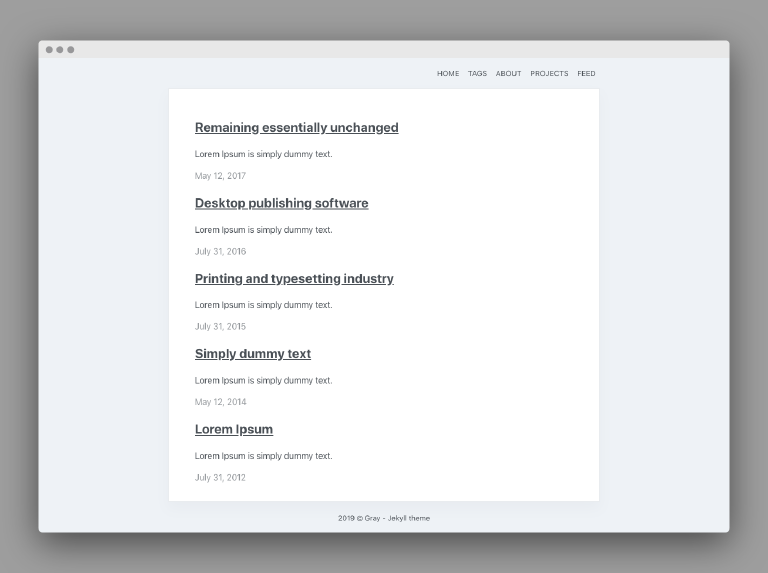 HOME TAGS ABOUT PROJECTS FEED
Remaining essentially unchanged
Lorem Ipsum is simply dummy text.
May 12, 2017
Desktop publishing software
Lorem Ipsum is simply dummy text.
July 31, 2016
Printing and typesetting industry
Lorem Ipsum is simply dummy text.
July 31, 2015
Simply dummy text
Lorem Ipsum is simply dummy text.
May 12, 2014
Lorem Ipsum
Lorem Ipsum is simply dummy text.
July 31, 2012
2019 © Gray - Jekyll theme